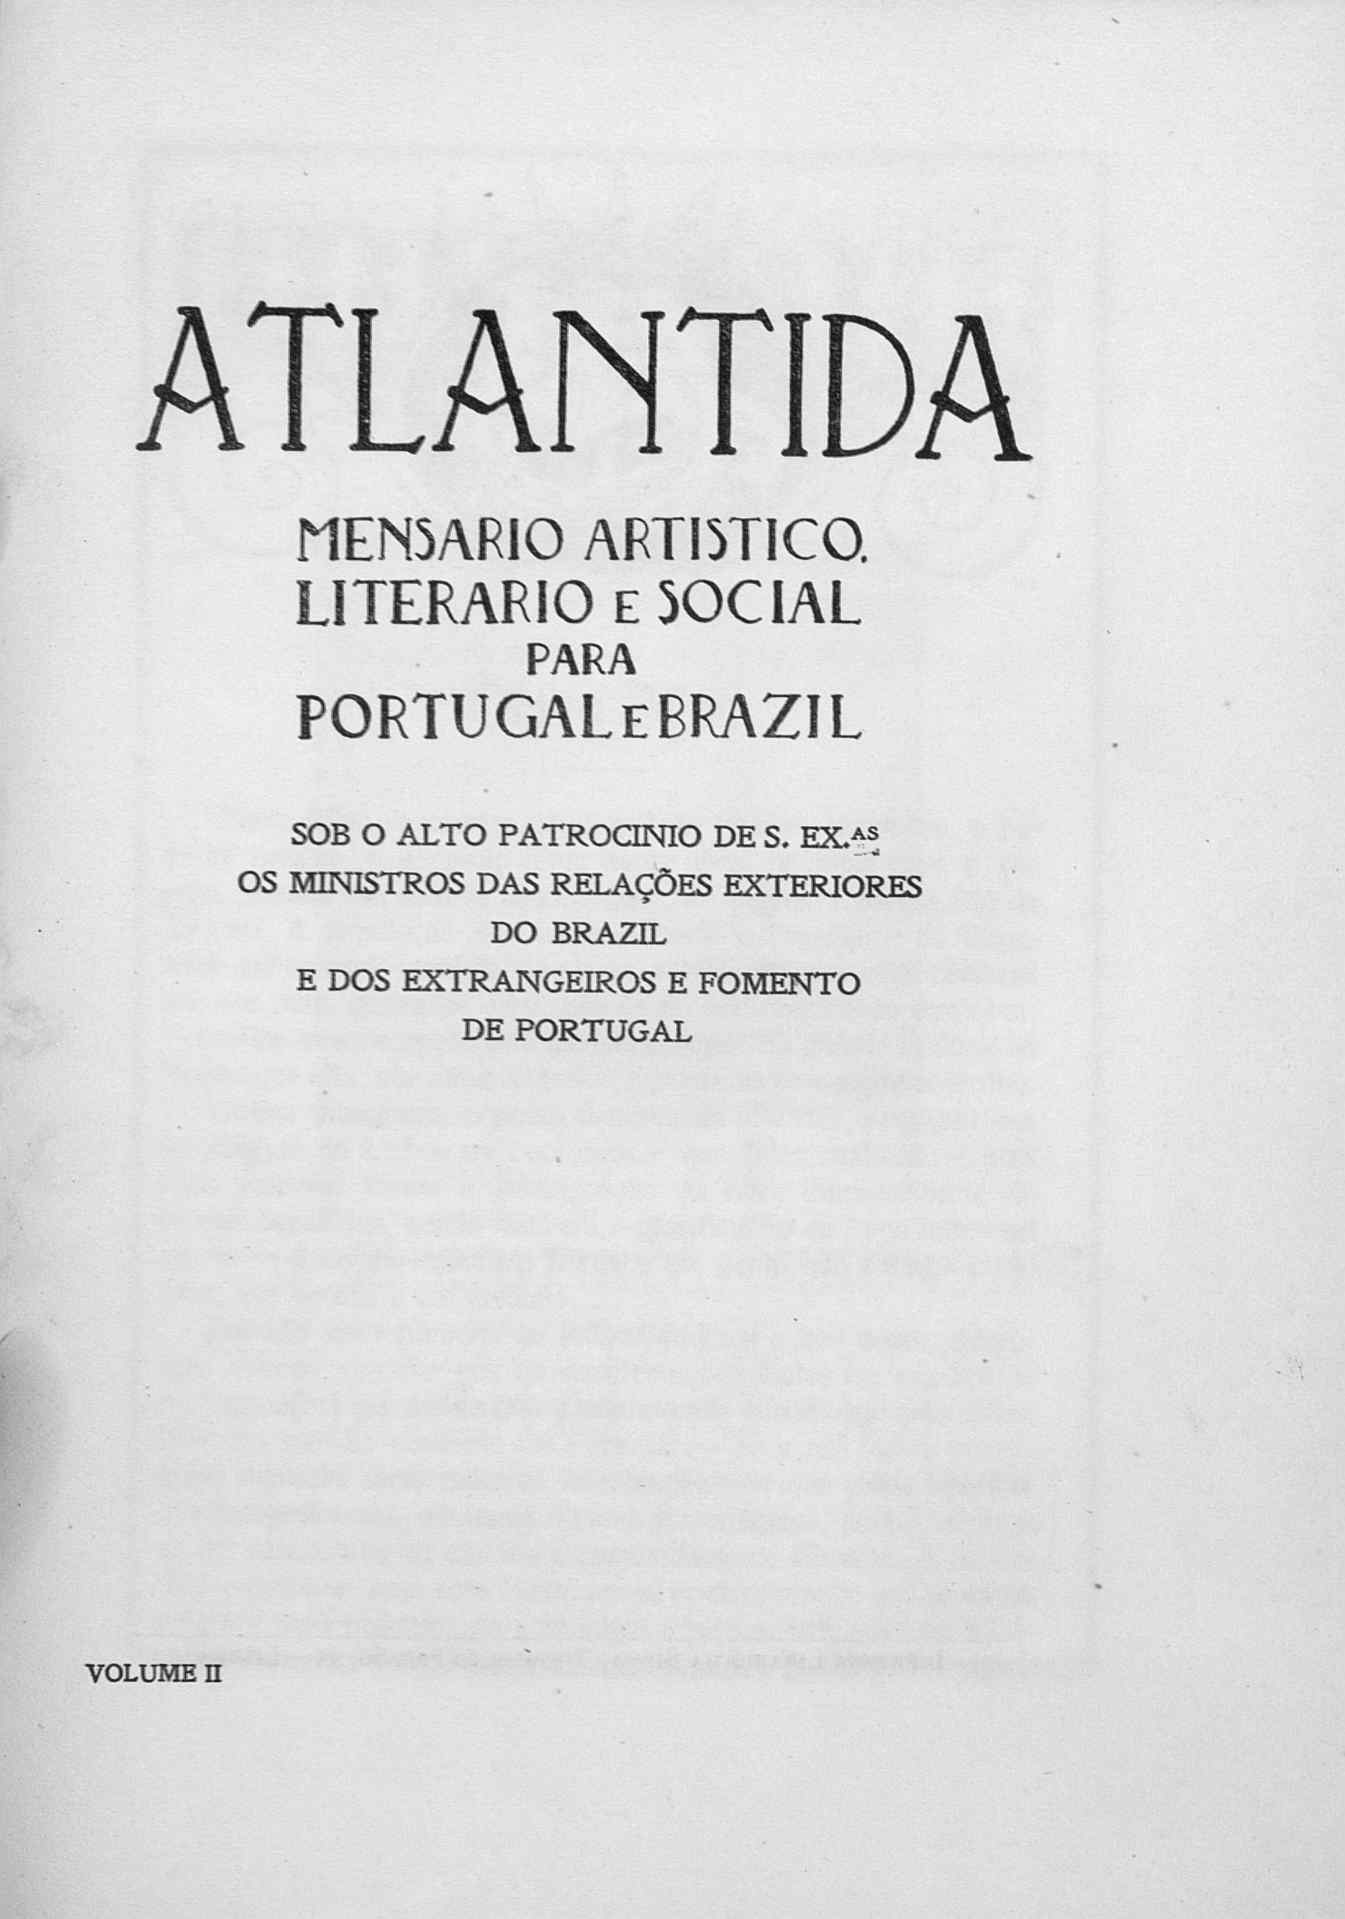 ATLANTIDA
MENSARIO ARTISTICO,
LITERARIO E SOCIAL
PARA
PORTUGAL E BRAZIL
SOB O ALTO PATROCINIO DE S. EX.AS
OS MINISTROS DAS RELAÇÕES EXTERIORES
DO BRAZIL
E DOS EXTRANGEIROS E FOMENTO
DE PORTUGAL
VOLUME II